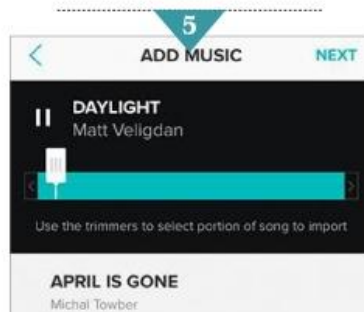 5
ADD MUSIC NEXT
DAYLIGHT
Matt Veligdan
Use the trimmers to select portion of song to import
APRIL IS GONE
Michal Towber